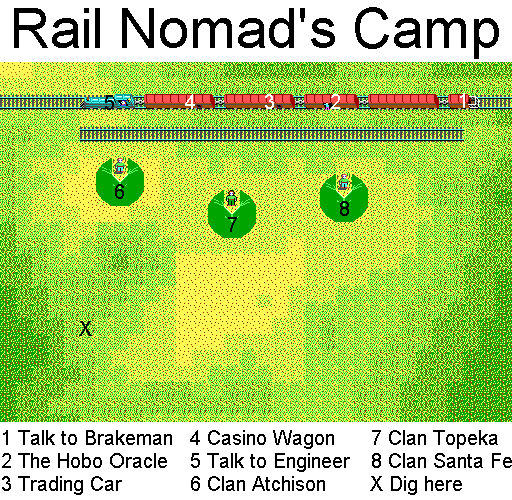 Rail Nomad's Camp
5 4 3 2 1
6
7
8
X
1 Talk to Brakeman 4 Casino Wagon 7 Clan Topeka
2 The Hobo Oracle 5 Talk to Engineer 8 Clan Santa Fe
3 Trading Car 6 Clan Atchison X Dig here